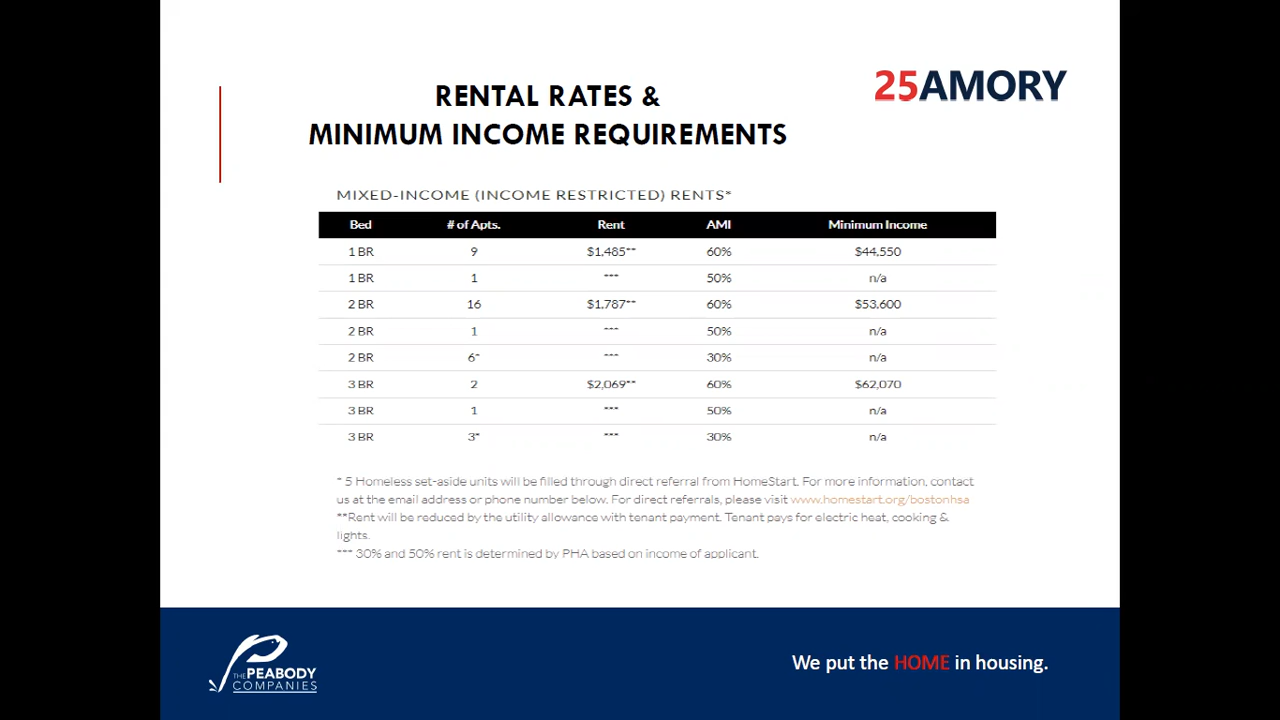 25AMORY
RENTAL RATES &
MINIMUM INCOME REQUIREMENTS
MIXED-INCOME (INCOME RESTRICTED) RENTS*
Bed # of Apts. Rent AMI Minimum Income
1 BR 9 $1,485** 60% $44,550
1 BR 1 *** 50% n/a
2 BR 16 $1,787** 60% $53,600
2 BR 1 *** 50% n/a
2 BR 6* *** 30% n/a
3 BR 2 $2,069** 60% $62,070
3 BR 1 *** 50% n/a
3 BR 3* *** 30% n/a
* 5 Homeless set-aside units will be filled through direct referral from HomeStart. For more information, contact
us at the email address or phone number below. For direct referrals, please visit www.homestart.org/bostonhsa
**Rent will be reduced by the utility allowance with tenant payment. Tenant pays for electric heat, cooking &
lights.
*** 30% and 50% rent is determined by PHA based on income of applicant.
THE PEABODY
COMPANIES
We put the HOME in housing.